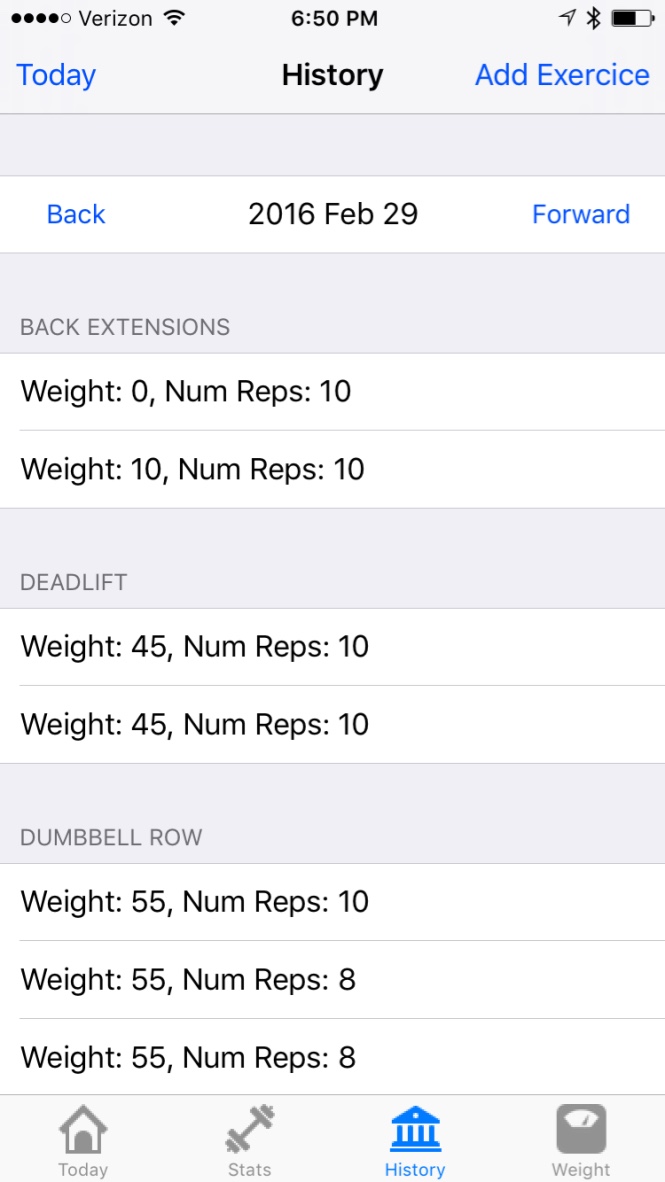 Verizon 6:50 PM
Today History Add Exercice
Back 2016 Feb 29 Forward
BACK EXTENSIONS
Weight: 0, Num Reps: 10
Weight: 10, Num Reps: 10
DEADLIFT
Weight: 45, Num Reps: 10
Weight: 45, Num Reps: 10
DUMBBELL ROW
Weight: 55, Num Reps: 10
Weight: 55, Num Reps: 8
Weight: 55, Num Reps: 8
Today Stats History Weight